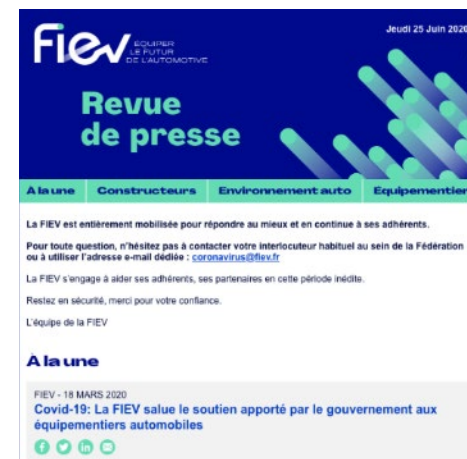 Jeudi 25 Juin 2020
Fiev
ÉQUIPER
LE FUTUR
DE L'AUTOMOTIVE
Revue
de presse
A la une Constructeurs Environnement auto Equipementier
La FIEV est entièrement mobilisée pour répondre au mieux et en continue à ses adhérents.
Pour toute question, n'hésitez pas à contacter votre interlocuteur habituel au sein de la Fédération
ou à utiliser l'adresse e-mail dédiée : coronavirus@fiev.fr
La FIEV s'engage à aider ses adhérents, ses partenaires en cette période inédite.
Restez en sécurité, merci pour votre confiance.
L'équipe de la FIEV
À la une
FIEV - 18 MARS 2020
Covid-19: La FIEV salue le soutien apporté par le gouvernement aux
équipementiers automobiles